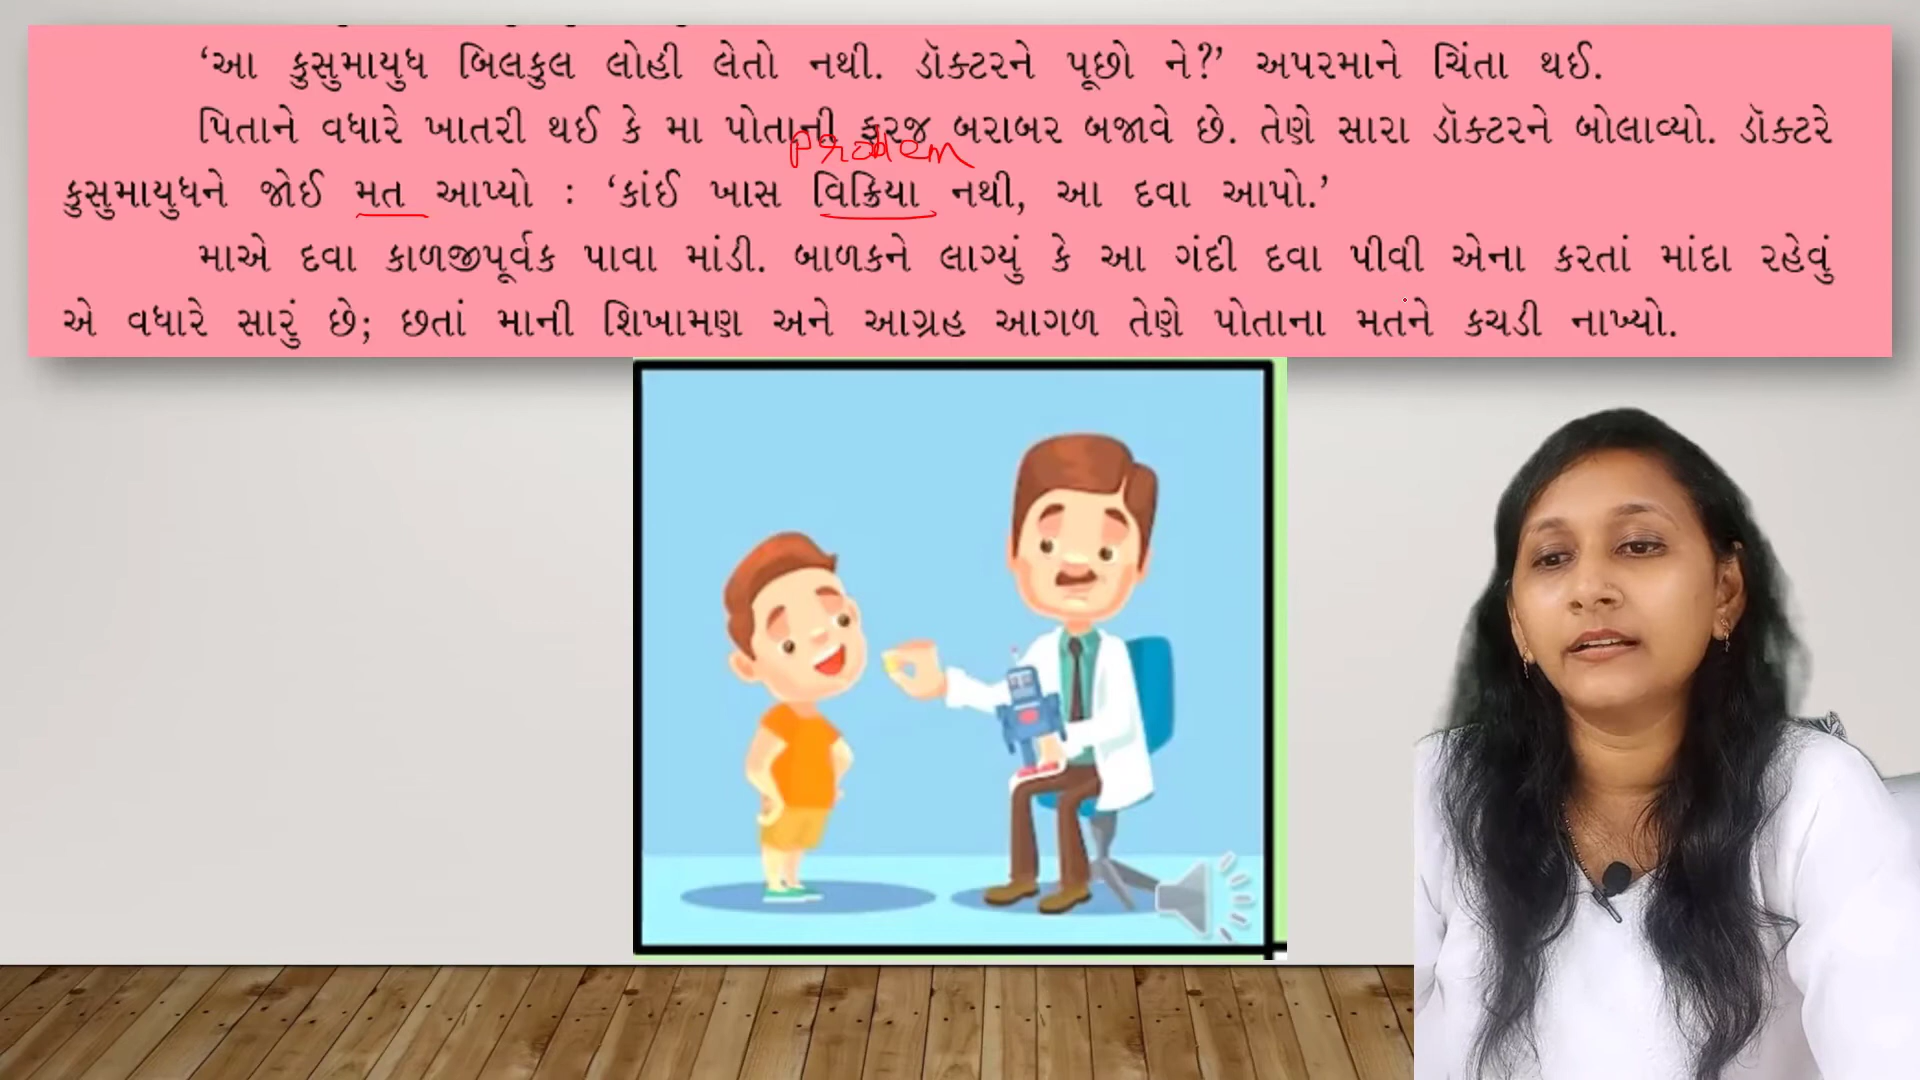 ‘આ કુસુમાયુધ બિલકુલ લોહી લેતો નથી. ડૉક્ટરને પૂછો ને?’ અપરમાને ચિંતા થઈ.
પિતાને વધારે ખાતરી થઈ કે મા પોતાની ફરજ બરાબર બજાવે છે. તેણે સારા ડૉક્ટરને બોલાવ્યો. ડૉક્ટરે
problem
કુસુમાયુધને જોઈ મત આપ્યો : ‘કાંઈ ખાસ વિક્રિયા નથી, આ દવા આપો.’
માએ દવા કાળજીપૂર્વક પાવા માંડી. બાળકને લાગ્યું કે આ ગંદી દવા પીવી એના કરતાં માંદા રહેવું
એ વધારે સારું છે; છતાં માની શિખામણ અને આગ્રહ આગળ તેણે પોતાના મતને કચડી નાખ્યો.